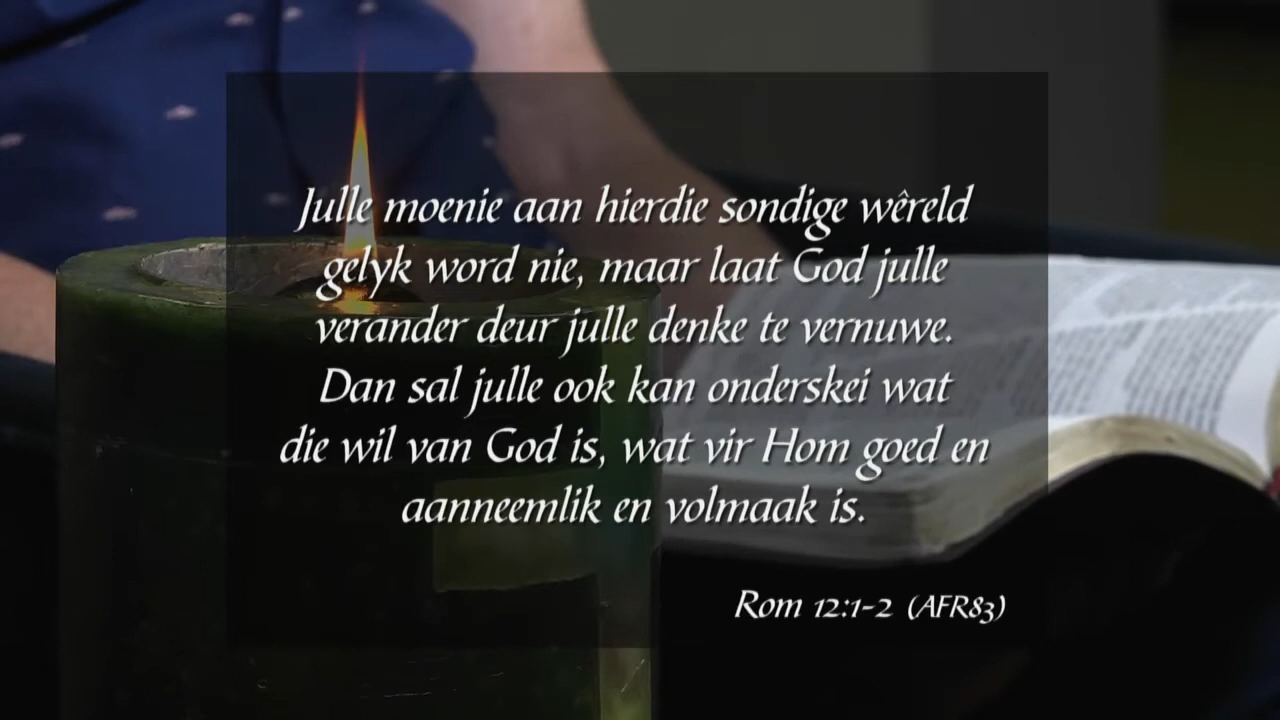 Julle moenie aan hierdie sondige wêreld
gelyk word nie, maar laat God julle
verander deur julle denke te vernuwe.
Dan sal julle ook kan onderskei wat
die wil van God is, wat vir Hom goed en
aanneemlik en volmaak is.
Rom 12:1-2 (AFR83)